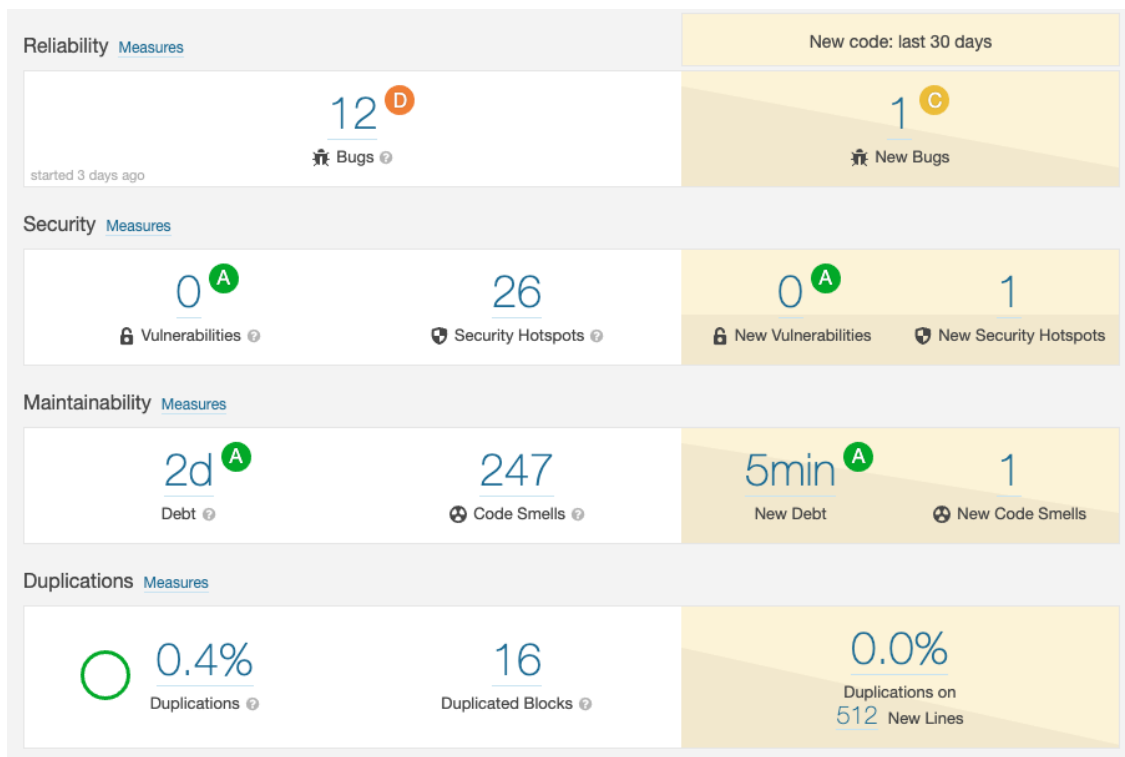 Reliability Measures
New code: last 30 days
12 D
Bugs ?
started 3 days ago
1 C
New Bugs
Security Measures
0 A
Vulnerabilities ?
26
Security Hotspots ?
0 A
New Vulnerabilities
1
New Security Hotspots
Maintainability Measures
2d A
Debt ?
247
Code Smells ?
5min A
New Debt
1
New Code Smells
Duplications Measures
0.4%
Duplications ?
16
Duplicated Blocks ?
0.0%
Duplications on
512 New Lines